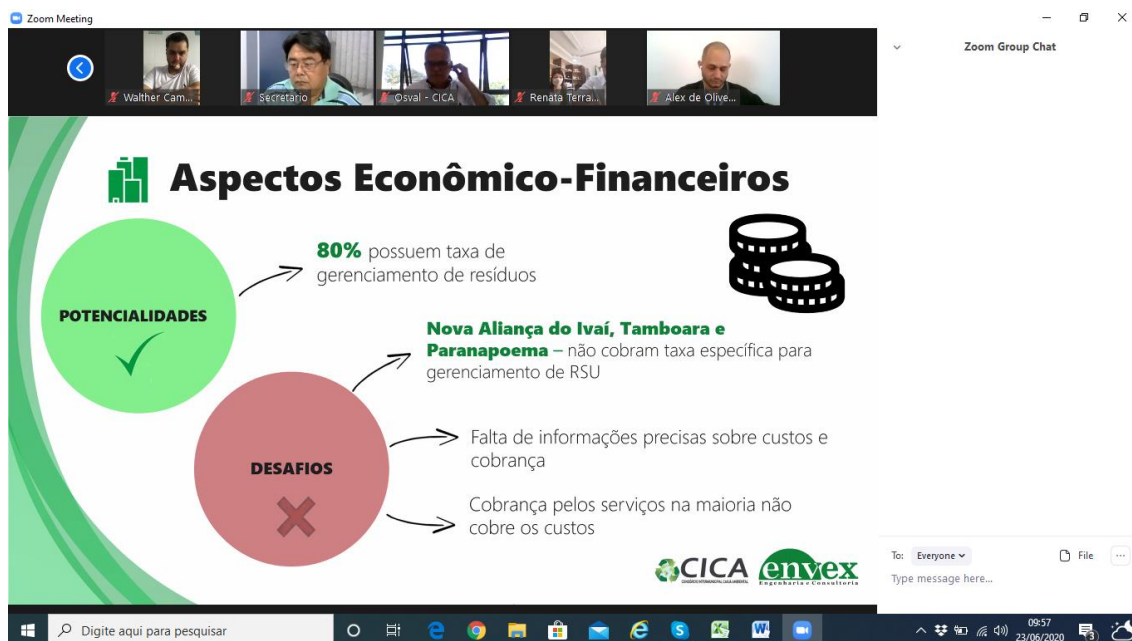 Zoom Meeting
Zoom Group Chat
Walther Cam...
Secretario
Osval - CICA
Renata Terra...
Alex de Olive...
Aspectos Econômico-Financeiros
80% possuem taxa de
gerenciamento de resíduos
POTENCIALIDADES
Nova Aliança do Ivaí, Tamboara e
Paranapoema – não cobram taxa específica para
gerenciamento de RSU
Falta de informações precisas sobre custos e
cobrança
DESAFIOS
Cobrança pelos serviços na maioria não
cobre os custos
CICA
envex
Engenharia e Consultoria
To: Everyone
File
Type message here...
Digite aqui para pesquisar
09:57
23/06/2020